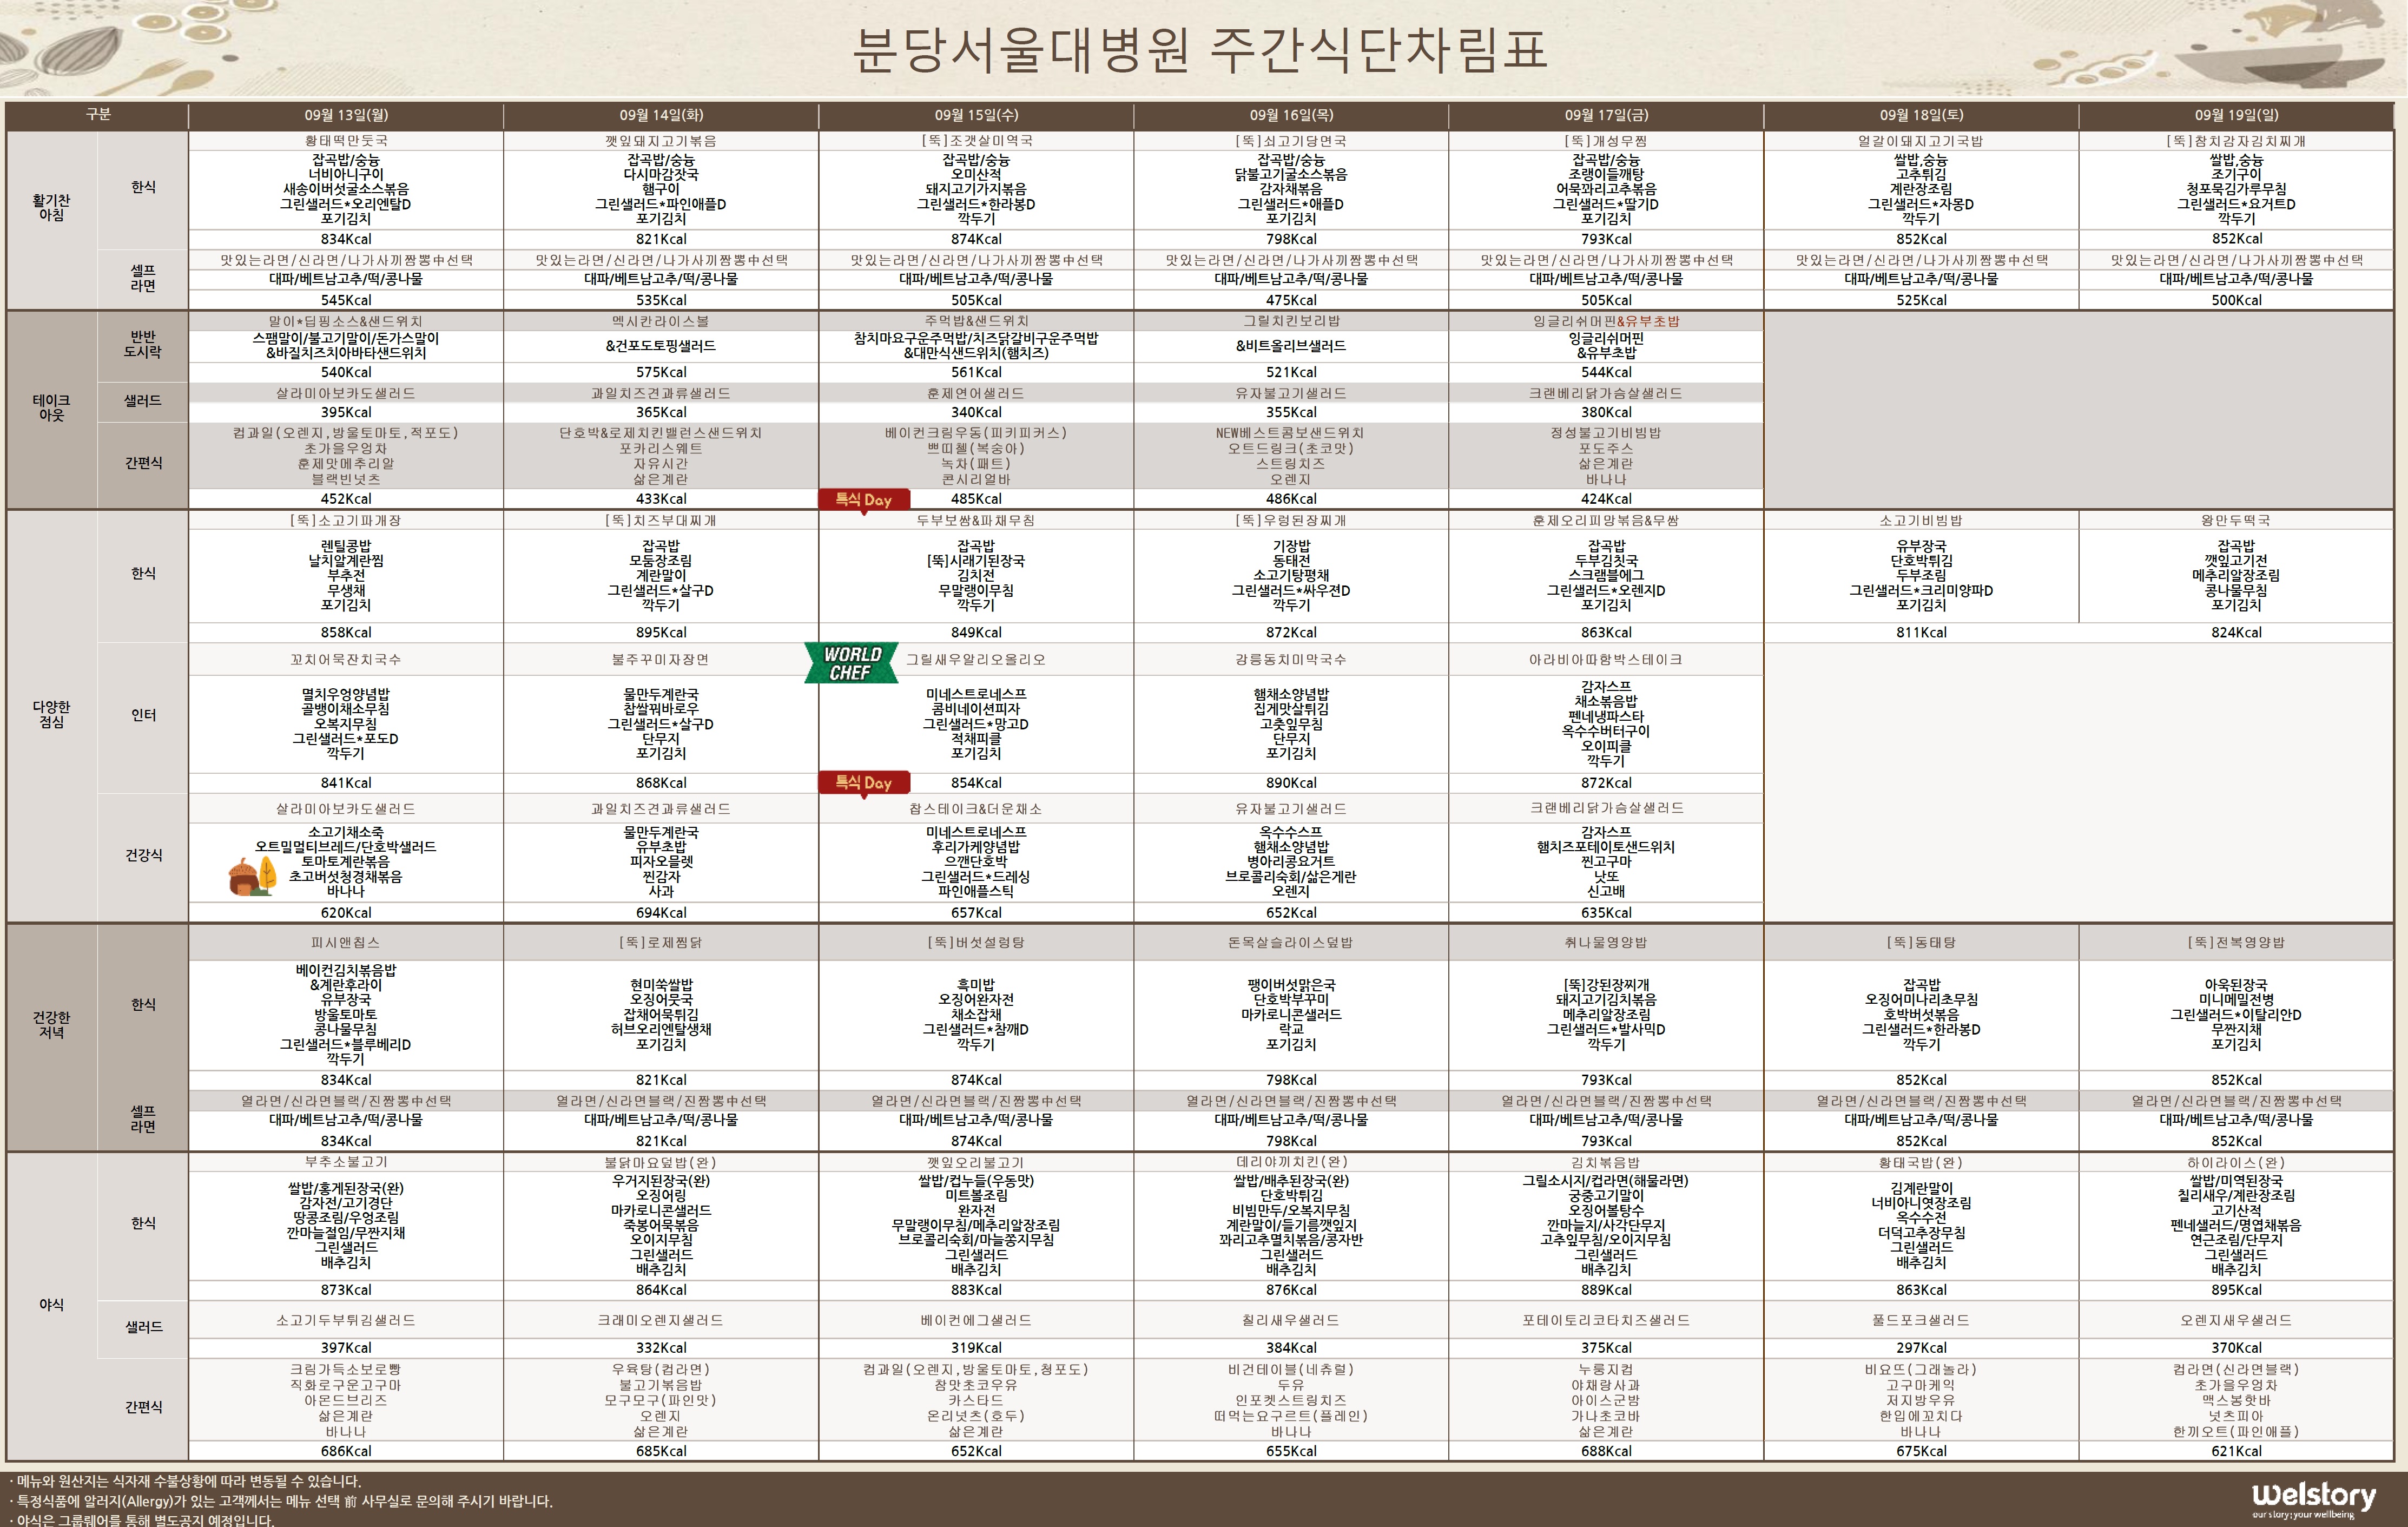 분당서울대병원 주간식단차림표
구분 09월 13일(월) 09월 14일(화) 09월 15일(수) 09월 16일(목) 09월 17일(금) 09월 18일(토) 09월 19일(일)
활기찬
아침
한식
황태떡만둣국 깻잎돼지고기볶음 [뚝]조갯살미역국 [뚝]쇠고기당면국 [뚝]개성무찜 얼갈이돼지고기국밥 [뚝]참치감자김치찌개
잡곡밥/숭늉 잡곡밥/숭늉 잡곡밥/숭늉 잡곡밥/숭늉 잡곡밥/숭늉 쌀밥,숭늉 쌀밥,숭늉
너비아니구이 다시마감잣국 오미산적 닭불고기굴소스볶음 조랭이들깨탕 고추튀김 조기구이
새송이버섯굴소스볶음 햄구이 돼지고기가지볶음 감자채볶음 어묵꽈리고추볶음 계란장조림 청포묵김가루무침
그린샐러드*오리엔탈D 그린샐러드*파인애플D 그린샐러드*한라봉D 그린샐러드*애플D 그린샐러드*딸기D 그린샐러드*자몽D 그린샐러드*요거트D
포기김치 포기김치 깍두기 포기김치 포기김치 깍두기 깍두기
834Kcal 821Kcal 874Kcal 798Kcal 793Kcal 852Kcal 852Kcal
셀프
라면
맛있는라면/신라면/나가사끼짬뽕中선택 맛있는라면/신라면/나가사끼짬뽕中선택 맛있는라면/신라면/나가사끼짬뽕中선택 맛있는라면/신라면/나가사끼짬뽕中선택 맛있는라면/신라면/나가사끼짬뽕中선택 맛있는라면/신라면/나가사끼짬뽕中선택 맛있는라면/신라면/나가사끼짬뽕中선택
대파/베트남고추/떡/콩나물 대파/베트남고추/떡/콩나물 대파/베트남고추/떡/콩나물 대파/베트남고추/떡/콩나물 대파/베트남고추/떡/콩나물 대파/베트남고추/떡/콩나물 대파/베트남고추/떡/콩나물
545Kcal 535Kcal 505Kcal 475Kcal 505Kcal 525Kcal 500Kcal
테이크
아웃
반반
도시락
말이*딥핑소스&샌드위치 멕시칸라이스볼 주먹밥&샌드위치 그릴치킨보리밥 잉글리쉬머핀&유부초밥
스팸말이/불고기말이/돈가스말이 &건포도토핑샐러드 참치마요구운주먹밥/치즈닭갈비구운주먹밥 &비트올리브샐러드 잉글리쉬머핀
&바질치즈치아바타샌드위치 &대만식샌드위치(햄치즈) &유부초밥
540Kcal 575Kcal 561Kcal 521Kcal 544Kcal
샐러드
살라미아보카도샐러드 과일치즈견과류샐러드 훈제연어샐러드 유자불고기샐러드 크랜베리닭가슴살샐러드
395Kcal 365Kcal 340Kcal 355Kcal 380Kcal
간편식
컵과일(오렌지,방울토마토,적포도) 단호박&로제치킨밸런스샌드위치 베이컨크림우동(피키피커스) NEW베스트콤보샌드위치 정성불고기비빔밥
초가을우엉차 포카리스웨트 쁘띠첼(복숭아) 오트드링크(초코맛) 포도주스
훈제맛메추리알 자유시간 녹차(패트) 스트링치즈 삶은계란
블랙빈넛츠 삶은계란 콘시리얼바 오렌지 바나나
452Kcal 433Kcal 485Kcal 486Kcal 424Kcal
특식 Day
다양한
점심
한식
[뚝]소고기파개장 [뚝]치즈부대찌개 두부보쌈&파채무침 [뚝]우렁된장찌개 훈제오리피망볶음&무쌈 소고기비빔밥 왕만두떡국
렌틸콩밥 잡곡밥 잡곡밥 기장밥 잡곡밥 유부장국 잡곡밥
날치알계란찜 모둠장조림 [뚝]시래기된장국 동태전 두부김칫국 단호박튀김 깻잎고기전
부추전 계란말이 김치전 소고기탕평채 스크램블에그 두부조림 메추리알장조림
무생채 그린샐러드*살구D 무말랭이무침 그린샐러드*싸우젼D 그린샐러드*오렌지D 그린샐러드*크리미양파D 콩나물무침
포기김치 깍두기 깍두기 깍두기 포기김치 포기김치 포기김치
858Kcal 895Kcal 849Kcal 872Kcal 863Kcal 811Kcal 824Kcal
WORLD
CHEF
인터
꼬치어묵잔치국수 불주꾸미자장면 그릴새우알리오올리오 강릉동치미막국수 아라비아따함박스테이크
멸치우엉양념밥 물만두계란국 미네스트로네스프 햄채소양념밥 감자스프
골뱅이채소무침 찹쌀꿔바로우 콤비네이션피자 집게맛살튀김 채소볶음밥
오복지무침 그린샐러드*살구D 그린샐러드*망고D 고춧잎무침 펜네냉파스타
그린샐러드*포도D 단무지 적채피클 단무지 옥수수버터구이
깍두기 포기김치 포기김치 포기김치 오이피클
깍두기
841Kcal 868Kcal 854Kcal 890Kcal 872Kcal
특식 Day
건강식
살라미아보카도샐러드 과일치즈견과류샐러드 찹스테이크&더운채소 유자불고기샐러드 크랜베리닭가슴살샐러드
소고기채소죽 물만두계란국 미네스트로네스프 옥수수스프 감자스프
오트밀멀티브레드/단호박샐러드 유부초밥 후리가케양념밥 햄채소양념밥 햄치즈포테이토샌드위치
토마토계란볶음 피자오믈렛 으깬단호박 병아리콩요거트 찐고구마
초고버섯청경채볶음 찐감자 그린샐러드*드레싱 브로콜리숙회/삶은계란 낫또
바나나 사과 파인애플스틱 오렌지 신고배
620Kcal 694Kcal 657Kcal 652Kcal 635Kcal
건강한
저녁
한식
피시앤칩스 [뚝]로제찜닭 [뚝]버섯설렁탕 돈목살슬라이스덮밥 취나물영양밥 [뚝]동태탕 [뚝]전복영양밥
베이컨김치볶음밥
&계란후라이 현미쑥쌀밥 흑미밥 팽이버섯맑은국 [뚝]강된장찌개 잡곡밥 아욱된장국
유부장국 오징어뭇국 오징어완자전 단호박부꾸미 돼지고기김치볶음 오징어미나리초무침 미니메밀전병
방울토마토 잡채어묵튀김 채소잡채 마카로니콘샐러드 메추리알장조림 호박버섯볶음 그린샐러드*이탈리안D
콩나물무침 허브오리엔탈생채 그린샐러드*참깨D 락교 그린샐러드*발사믹D 그린샐러드*한라봉D 무짠지채
그린샐러드*블루베리D 포기김치 깍두기 포기김치 깍두기 깍두기 포기김치
깍두기
834Kcal 821Kcal 874Kcal 798Kcal 793Kcal 852Kcal 852Kcal
셀프
라면
열라면/신라면블랙/진짬뽕中선택 열라면/신라면블랙/진짬뽕中선택 열라면/신라면블랙/진짬뽕中선택 열라면/신라면블랙/진짬뽕中선택 열라면/신라면블랙/진짬뽕中선택 열라면/신라면블랙/진짬뽕中선택 열라면/신라면블랙/진짬뽕中선택
대파/베트남고추/떡/콩나물 대파/베트남고추/떡/콩나물 대파/베트남고추/떡/콩나물 대파/베트남고추/떡/콩나물 대파/베트남고추/떡/콩나물 대파/베트남고추/떡/콩나물 대파/베트남고추/떡/콩나물
834Kcal 821Kcal 874Kcal 798Kcal 793Kcal 852Kcal 852Kcal
야식
한식
부추소불고기 불닭마요덮밥(완) 깻잎오리불고기 데리야끼치킨(완) 김치볶음밥 황태국밥(완) 하이라이스(완)
쌀밥/홍게된장국(완) 우거지된장국(완) 쌀밥/컵누들(우동맛) 쌀밥/배추된장국(완) 그릴소시지/컵라면(해물라면) 김계란말이 쌀밥/미역된장국
감자전/고기경단 오징어링 미트볼조림 단호박튀김 궁중고기말이 너비아니엿장조림 칠리새우/계란장조림
땅콩조림/우엉조림 마카로니콘샐러드 완자전 비빔만두/오복지무침 오징어볼탕수 옥수수전 고기산적
깐마늘절임/무짠지채 죽봉어묵볶음 무말랭이무침/메추리알장조림 계란말이/들기름깻잎지 깐마늘지/사각단무지 더덕고추장무침 펜네샐러드/명엽채볶음
그린샐러드 오이지무침 브로콜리숙회/마늘쫑지무침 꽈리고추멸치볶음/콩자반 고추잎무침/오이지무침 그린샐러드 연근조림/단무지
배추김치 그린샐러드 그린샐러드 그린샐러드 그린샐러드 배추김치 그린샐러드
배추김치 배추김치 배추김치 배추김치 배추김치
873Kcal 864Kcal 883Kcal 876Kcal 889Kcal 863Kcal 895Kcal
샐러드
소고기두부튀김샐러드 크래미오렌지샐러드 베이컨에그샐러드 칠리새우샐러드 포테이토리코타치즈샐러드 풀드포크샐러드 오렌지새우샐러드
397Kcal 332Kcal 319Kcal 384Kcal 375Kcal 297Kcal 370Kcal
간편식
크림가득소보로빵 우육탕(컵라면) 컵과일(오렌지,방울토마토,청포도) 비건테이블(네츄럴) 누룽지컵 비요뜨(그래놀라) 컵라면(신라면블랙)
직화로구운고구마 불고기볶음밥 참맛초코우유 두유 야채랑사과 고구마케익 초가을우엉차
아몬드브리즈 모구모구(파인맛) 카스타드 인포켓스트링치즈 아이스군밤 저지방우유 맥스봉핫바
삶은계란 오렌지 온리넛츠(호두) 떠먹는요구르트(플레인) 가나초코바 한입에꼬치다 넛츠피아
바나나 삶은계란 삶은계란 바나나 삶은계란 바나나 한끼오트(파인애플)
686Kcal 685Kcal 652Kcal 655Kcal 688Kcal 675Kcal 621Kcal
· 메뉴와 원산지는 식자재 수불상황에 따라 변동될 수 있습니다.
· 특정식품에 알러지(Allergy)가 있는 고객께서는 메뉴 선택 前 사무실로 문의해 주시기 바랍니다.
· 야식은 그룹웨어를 통해 별도공지 예정입니다.
welstory
our story; your wellbeing